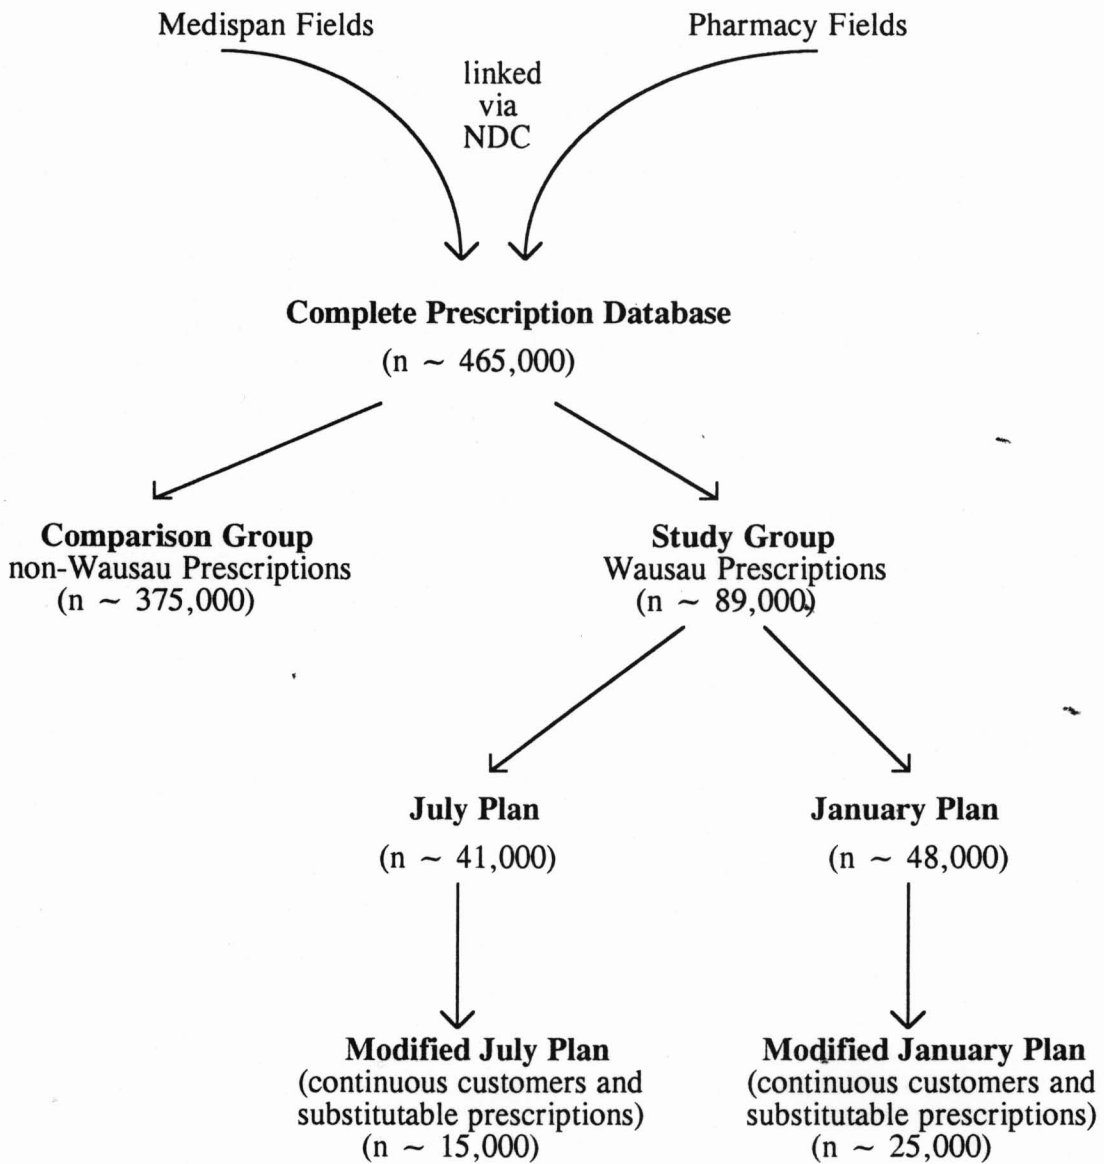 Medispan Fields
Pharmacy Fields
linked
via
NDC
Complete Prescription Database
(n ~ 465,000)
Comparison Group
non-Wausau Prescriptions
(n ~ 375,000)
Study Group
Wausau Prescriptions
(n ~ 89,000)
July Plan
(n ~ 41,000)
January Plan
(n ~ 48,000)
Modified July Plan
(continuous customers and
substitutable prescriptions)
(n ~ 15,000)
Modified January Plan
(continuous customers and
substitutable prescriptions)
(n ~ 25,000)